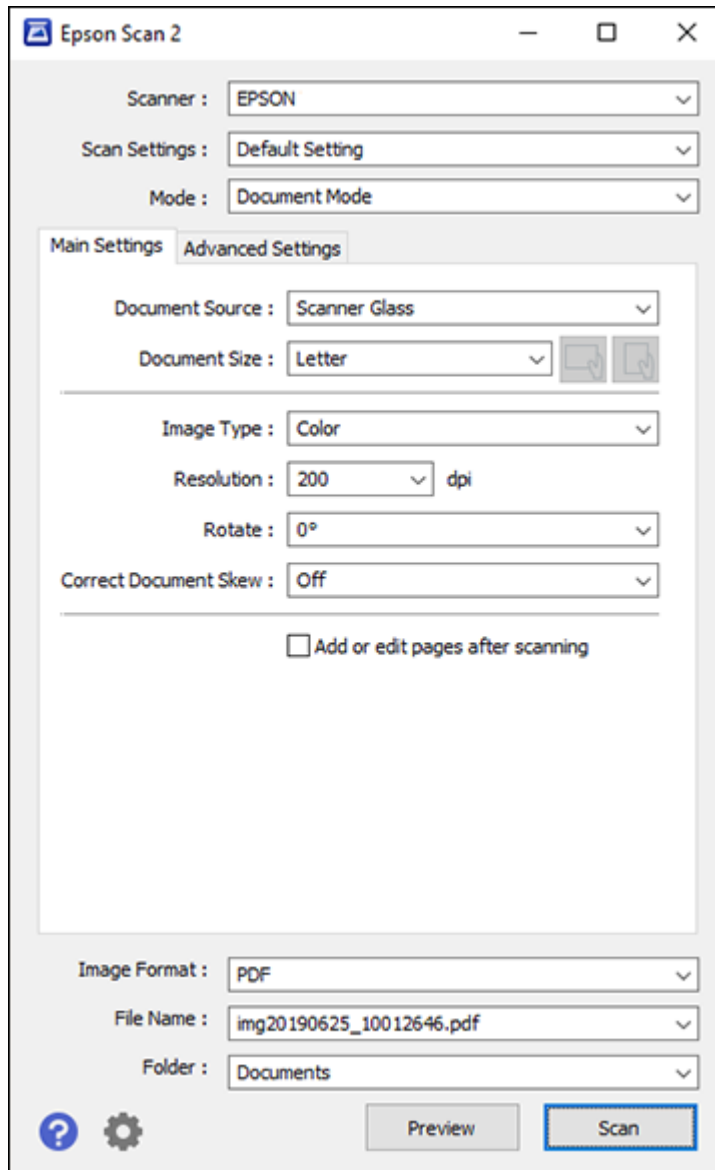 Epson Scan 2
Scanner : EPSON
Scan Settings : Default Setting
Mode : Document Mode
Main Settings Advanced Settings
Document Source : Scanner Glass
Document Size : Letter
Image Type : Color
Resolution : 200 dpi
Rotate : 0°
Correct Document Skew : Off
Add or edit pages after scanning
Image Format : PDF
File Name : img20190625_10012646.pdf
Folder : Documents
? Preview Scan